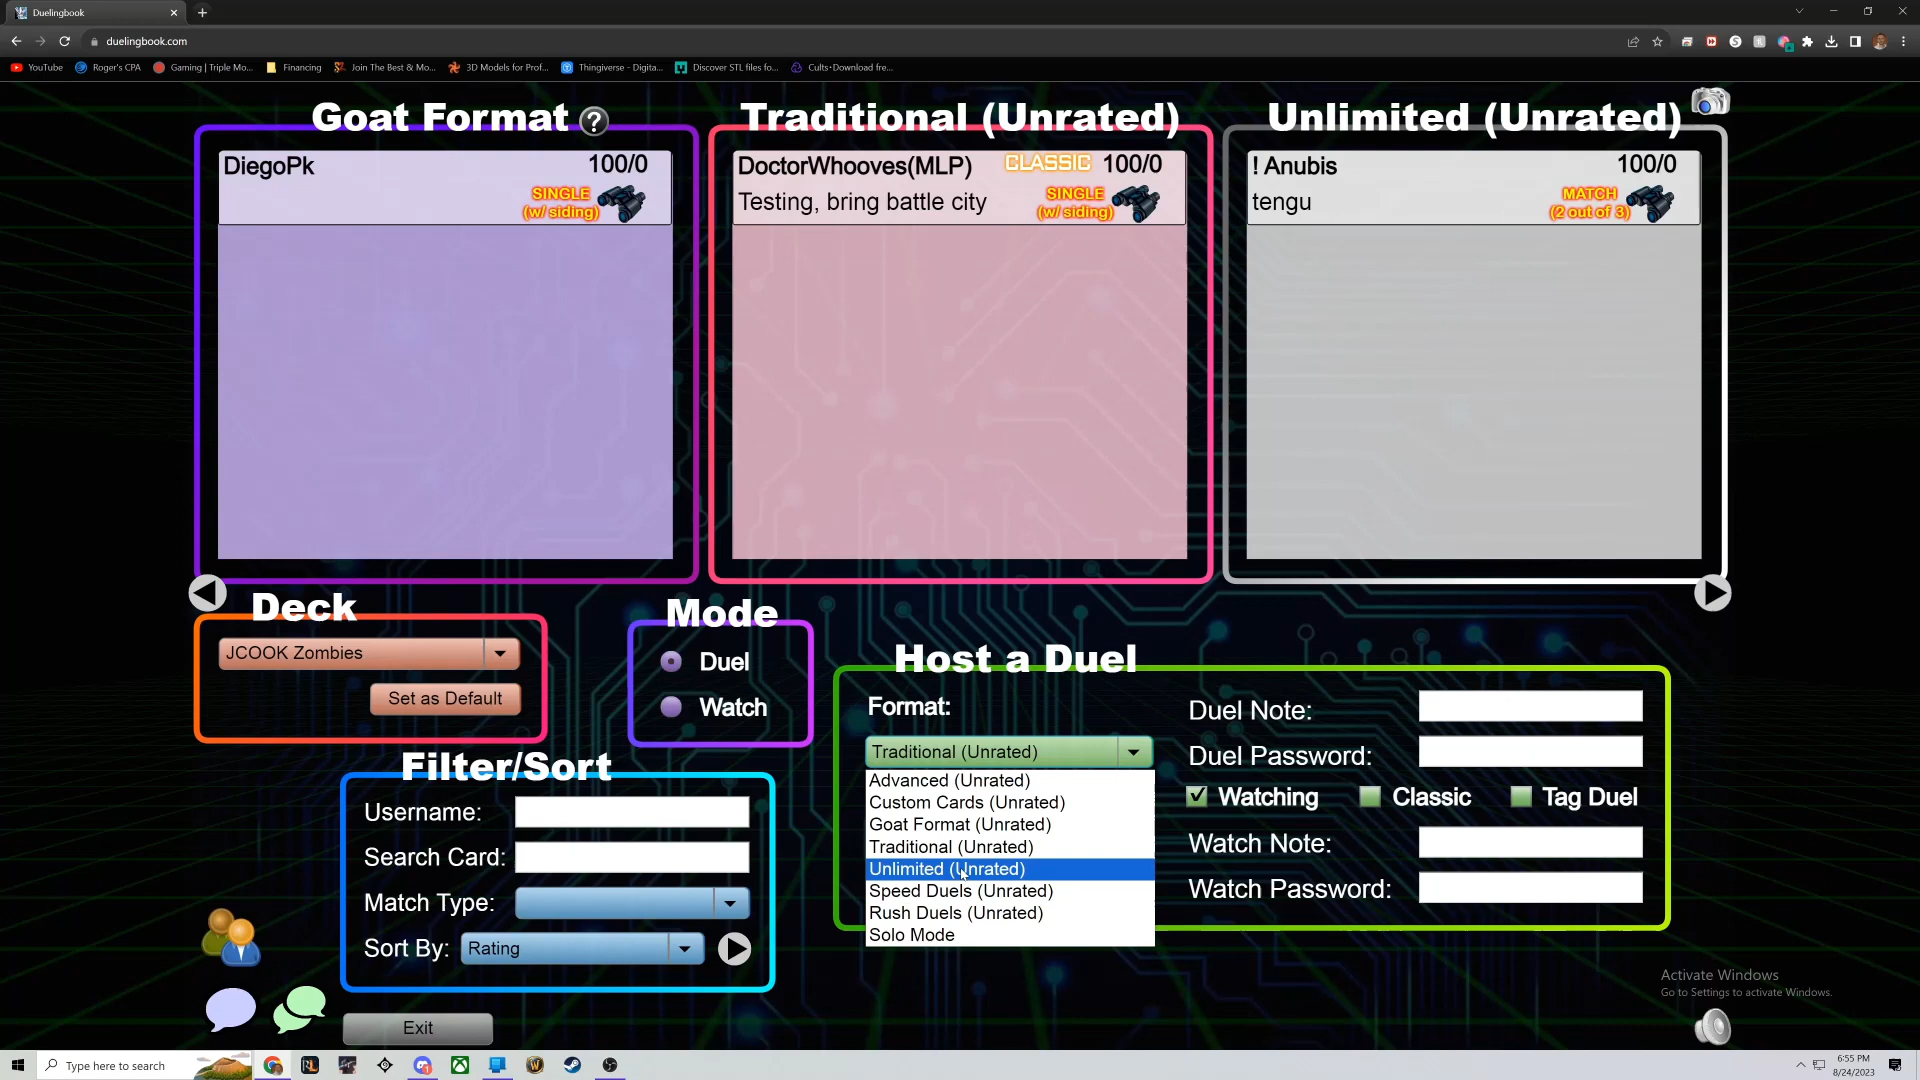 Duelingbook
duelingbook.com
YouTube
Roger's CPA
Gaming | Triple Mo...
Financing
Join The Best & Mo...
3D Models for Prof...
Thingiverse - Digita...
Discover STL files fo...
Cults・Download fre...
Goat Format ?
Traditional (Unrated)
Unlimited (Unrated)
DiegoPk 100/0
SINGLE
(w/ siding)
DoctorWhooves(MLP) CLASSIC 100/0
Testing, bring battle city
SINGLE
(w/ siding)
! Anubis 100/0
tengu
MATCH
(2 out of 3)
Deck
JCOOK Zombies
Set as Default
Mode
Duel
Watch
Filter/Sort
Username:
Search Card:
Match Type:
Sort By: Rating
Exit
Host a Duel
Format:
Traditional (Unrated)
Advanced (Unrated)
Custom Cards (Unrated)
Goat Format (Unrated)
Traditional (Unrated)
Unlimited (Unrated)
Speed Duels (Unrated)
Rush Duels (Unrated)
Solo Mode
Duel Note:
Duel Password:
Watching Classic Tag Duel
Watch Note:
Watch Password:
Activate Windows
Go to Settings to activate Windows.
Type here to search
6:55 PM
8/24/2023